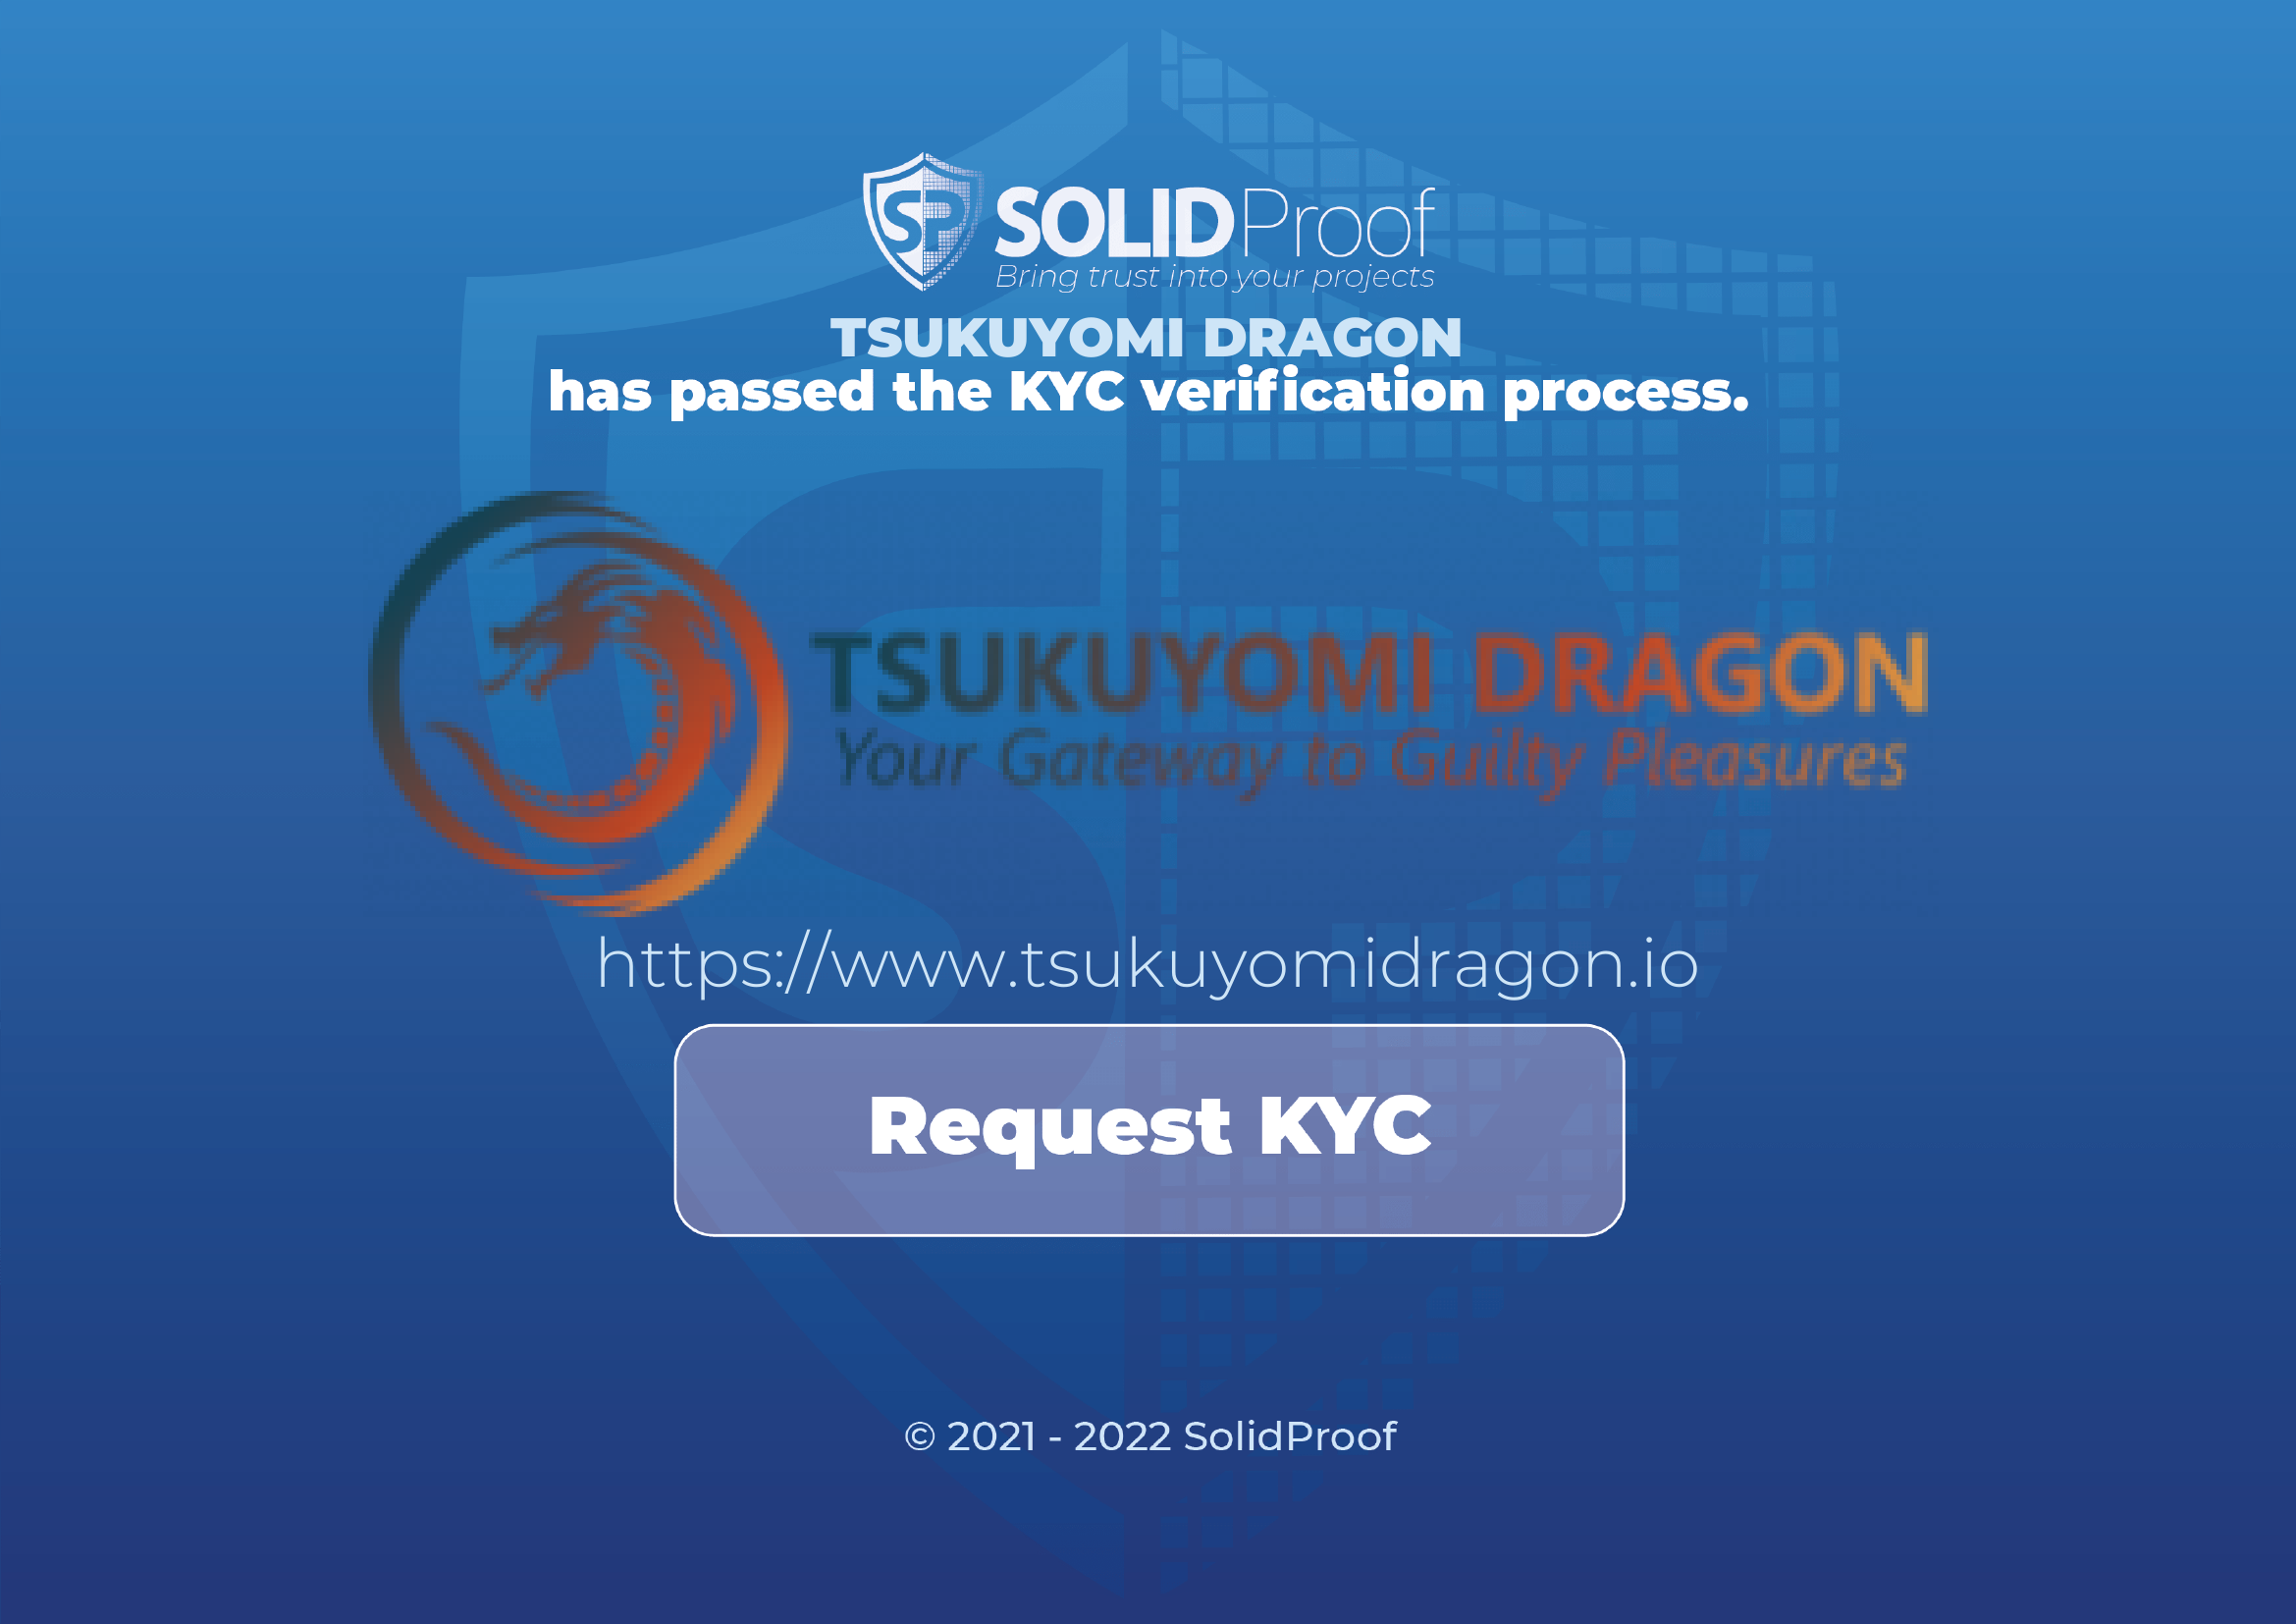 SP SOLIDProof
Bring trust into your projects
TSUKUYOMI DRAGON
has passed the KYC verification process.
TSUKUYOMI DRAGON
Your Gateway to Guilty Pleasures
https://www.tsukuyomidragon.io
Request KYC
© 2021 - 2022 SolidProof